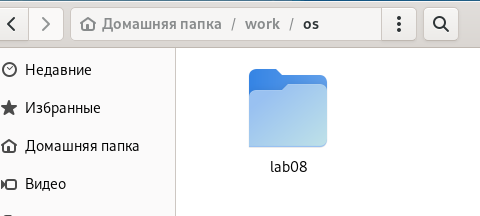 Домашняя папка / work / os
Недавние
Избранные
Домашняя папка
Видео
lab08